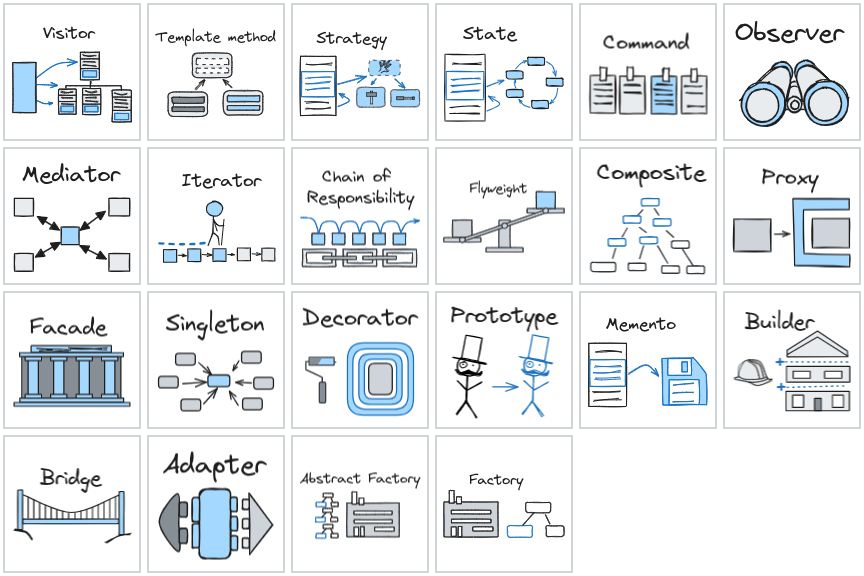 Visitor
Template method
Strategy
State
Command
Observer
Mediator
Iterator
Chain of
Responsibility
Flyweight
Composite
Proxy
Facade
Singleton
Decorator
Prototype
Memento
Builder
Bridge
Adapter
Abstract Factory
Factory